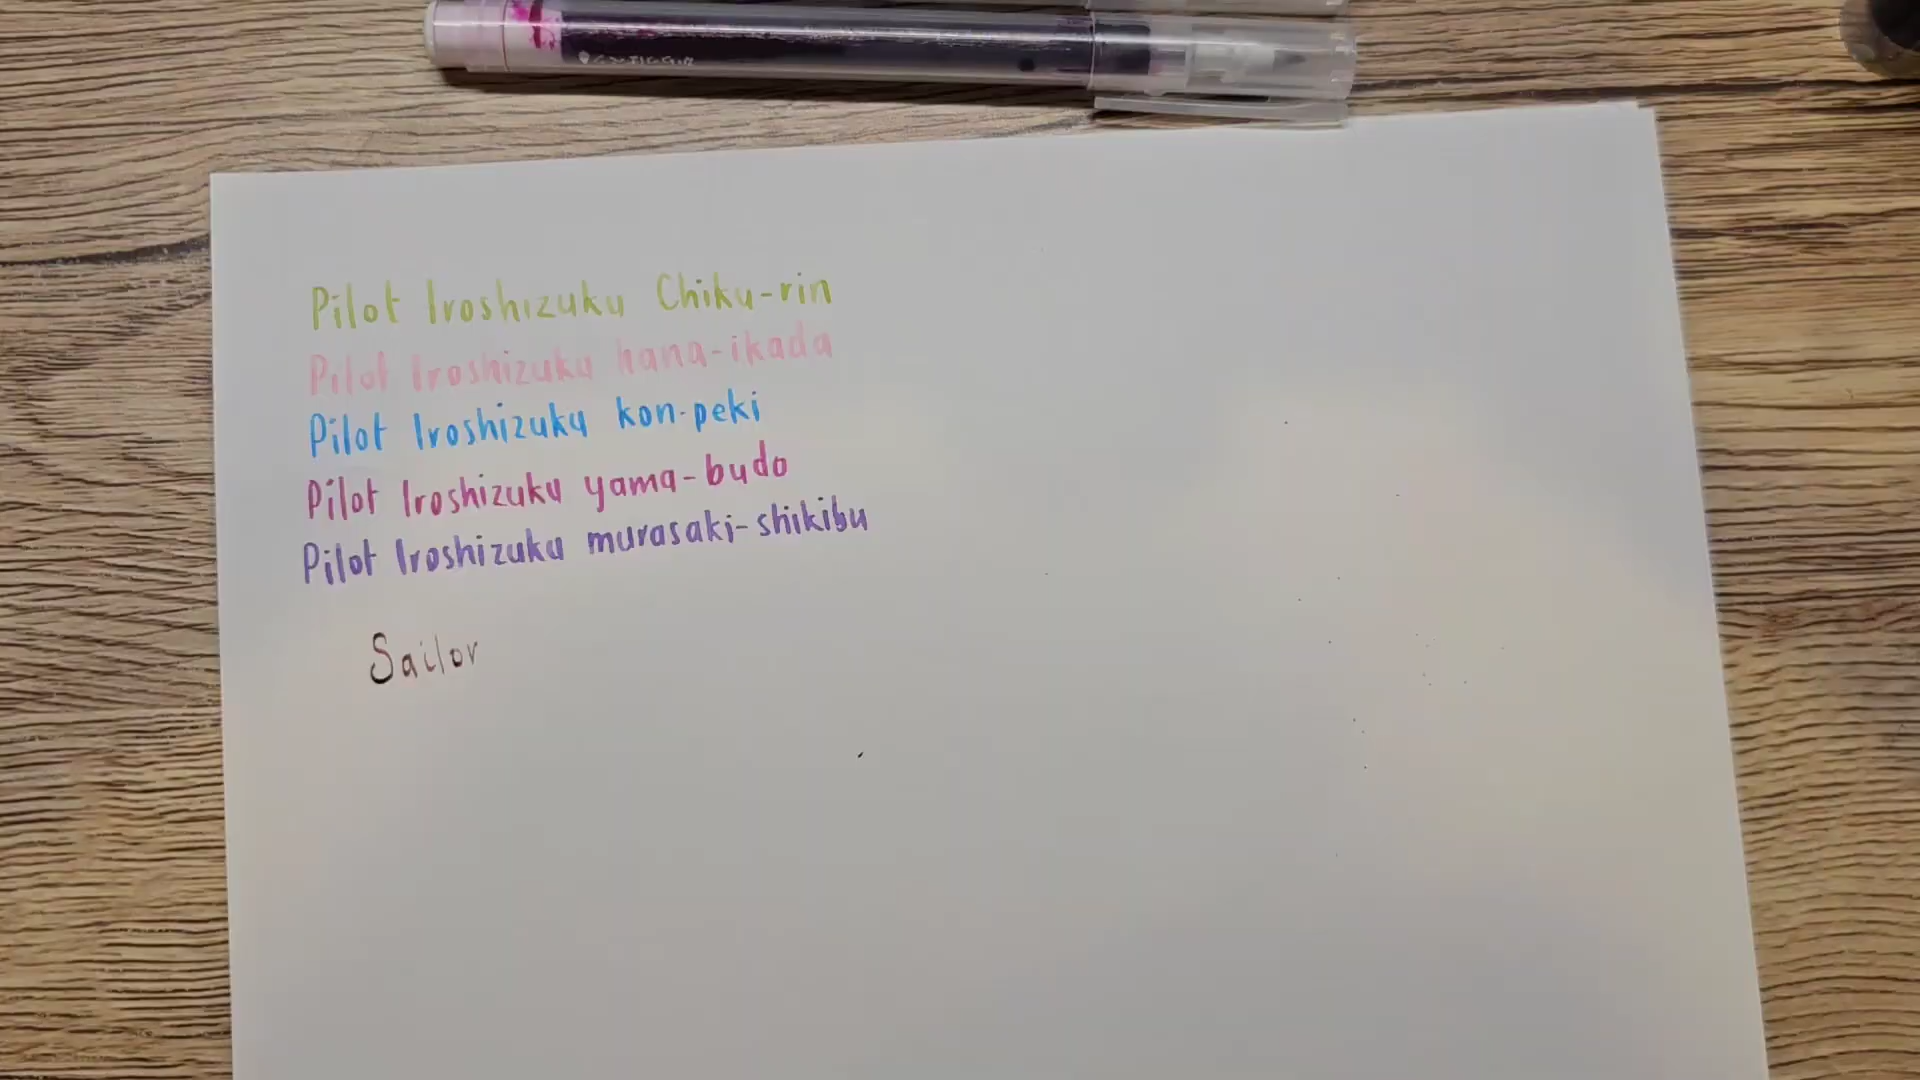 Pilot Iroshizuku Chiku-rin
Pilot Iroshizuku hana-ikada
Pilot Iroshizuku kon-peki
Pilot Iroshizuku yama-budo
Pilot Iroshizuku murasaki-shikibu
Sailor